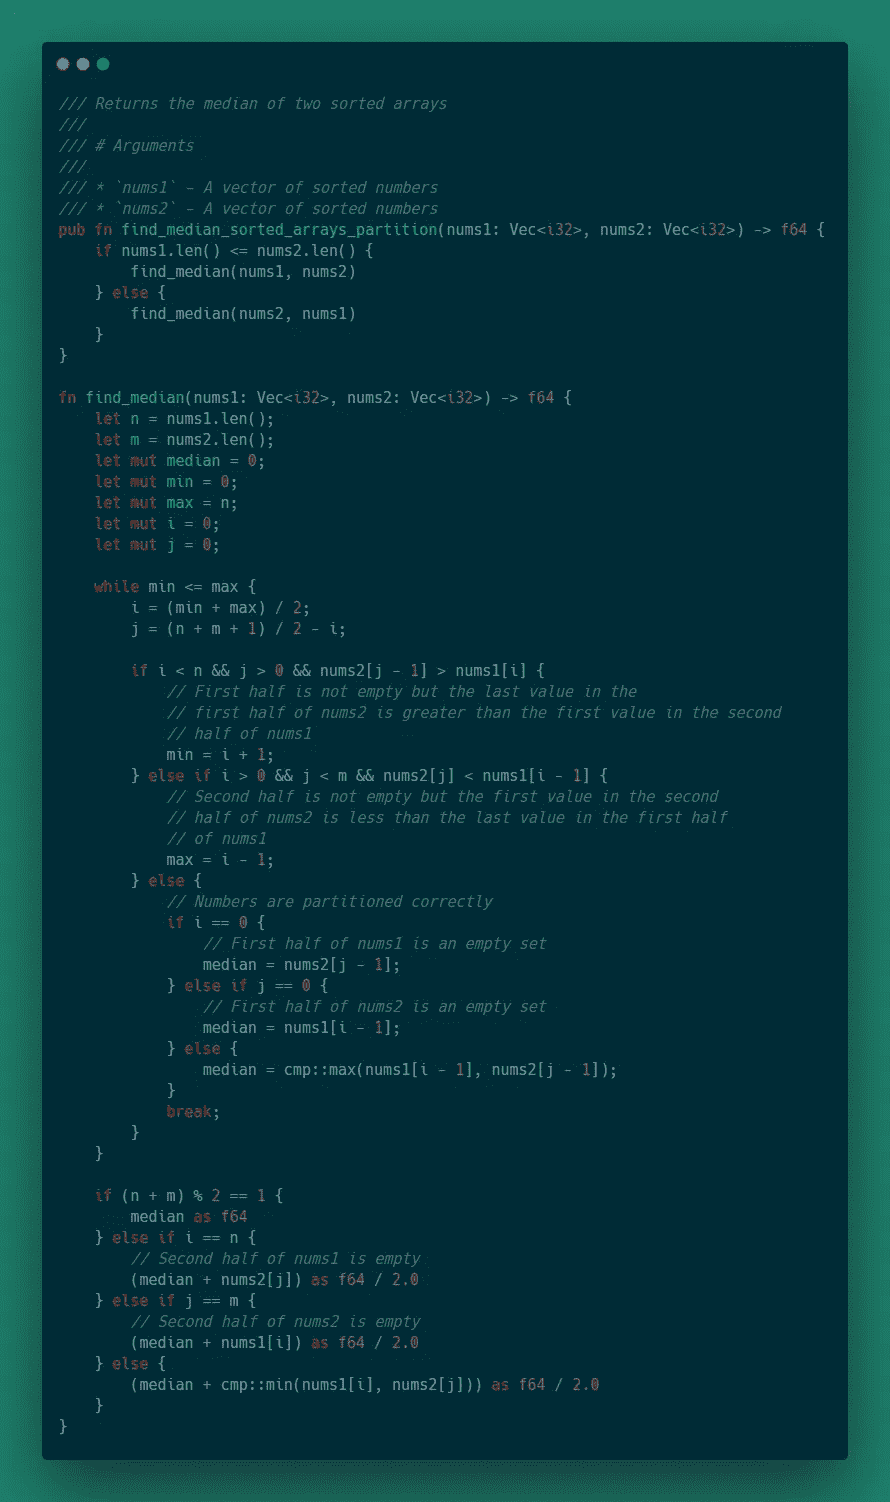 /// Returns the median of two sorted arrays
///
/// # Arguments
///
/// * `nums1` - A vector of sorted numbers
/// * `nums2` - A vector of sorted numbers
pub fn find_median_sorted_arrays_partition(nums1: Vec<i32>, nums2: Vec<i32>) -> f64 {
    if nums1.len() <= nums2.len() {
        find_median(nums1, nums2)
    } else {
        find_median(nums2, nums1)
    }
}

fn find_median(nums1: Vec<i32>, nums2: Vec<i32>) -> f64 {
    let n = nums1.len();
    let m = nums2.len();
    let mut median = 0;
    let mut min = 0;
    let mut max = n;
    let mut i = 0;
    let mut j = 0;

    while min <= max {
        i = (min + max) / 2;
        j = (n + m + 1) / 2 - i;

        if i < n && j > 0 && nums2[j - 1] > nums1[i] {
            // First half is not empty but the last value in the
            // first half of nums2 is greater than the first value in the second
            // half of nums1
            min = i + 1;
        } else if i > 0 && j < m && nums2[j] < nums1[i - 1] {
            // Second half is not empty but the first value in the second
            // half of nums2 is less than the last value in the first half
            // of nums1
            max = i - 1;
        } else {
            // Numbers are partitioned correctly
            if i == 0 {
                // First half of nums1 is an empty set
                median = nums2[j - 1];
            } else if j == 0 {
                // First half of nums2 is an empty set
                median = nums1[i - 1];
            } else {
                median = cmp::max(nums1[i - 1], nums2[j - 1]);
            }
            break;
        }
    }

    if (n + m) % 2 == 1 {
        median as f64
    } else if i == n {
        // Second half of nums1 is empty
        (median + nums2[j]) as f64 / 2.0
    } else if j == m {
        // Second half of nums2 is empty
        (median + nums1[i]) as f64 / 2.0
    } else {
        (median + cmp::min(nums1[i], nums2[j])) as f64 / 2.0
    }
}